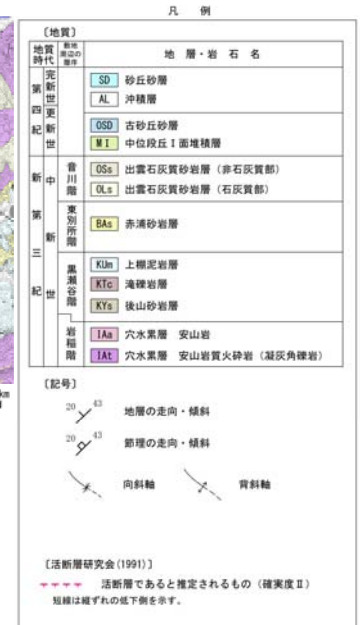 凡 例
〔地質〕
地質時代
敷地周辺の層序
地 層・岩 石 名
第四紀
完新世
SD 砂丘砂層
AL 沖積層
更新世
OSD 古砂丘砂層
MI 中位段丘Ⅰ面堆積層
新第三紀
中新世
音川階
OSs 出雲石灰質砂岩層(非石灰質部)
OLs 出雲石灰質砂岩層(石灰質部)
東別所階
BAs 赤浦砂岩層
黒瀬谷階
KUm 上棚泥岩層
KTc 滝礫岩層
KYs 後山砂岩層
岩稲階
IAa 穴水累層 安山岩
IAt 穴水累層 安山岩質火砕岩(凝灰角礫岩)
〔記号〕
20 43 地層の走向・傾斜
20 43 節理の走向・傾斜
向斜軸 背斜軸
〔活断層研究会(1991)〕
活断層であると推定されるもの(確実度Ⅱ)
短線は縦ずれの低下側を示す。
km